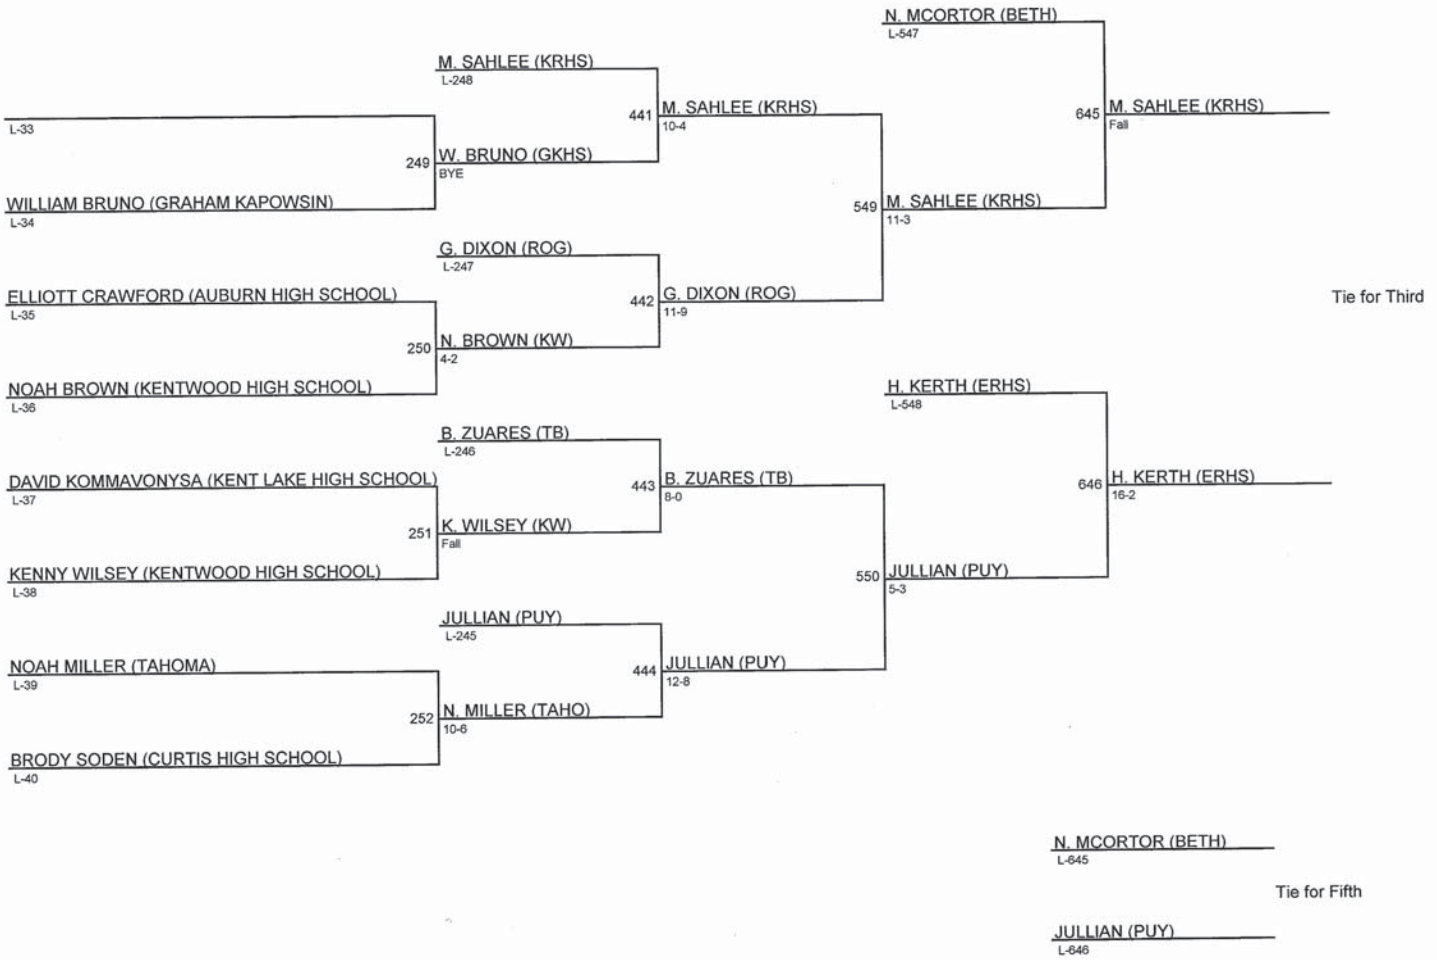 N. MCORTOR (BETH)
L-547
M. SAHLEE (KRHS)
L-248
441 M. SAHLEE (KRHS)
10-4
645 M. SAHLEE (KRHS)
Fall
L-33
249 W. BRUNO (GKHS)
BYE
WILLIAM BRUNO (GRAHAM KAPOWSIN)
L-34
549 M. SAHLEE (KRHS)
11-3
G. DIXON (ROG)
L-247
ELLIOTT CRAWFORD (AUBURN HIGH SCHOOL)
L-35
442 G. DIXON (ROG)
11-9
Tie for Third
250 N. BROWN (KW)
4-2
NOAH BROWN (KENTWOOD HIGH SCHOOL)
L-36
H. KERTH (ERHS)
L-548
B. ZUARES (TB)
L-246
DAVID KOMMAVONYSA (KENT LAKE HIGH SCHOOL)
L-37
443 B. ZUARES (TB)
8-0
646 H. KERTH (ERHS)
16-2
251 K. WILSEY (KW)
Fall
KENNY WILSEY (KENTWOOD HIGH SCHOOL)
L-38
550 JULLIAN (PUY)
5-3
JULLIAN (PUY)
L-245
NOAH MILLER (TAHOMA)
L-39
444 JULLIAN (PUY)
12-8
252 N. MILLER (TAHO)
10-6
BRODY SODEN (CURTIS HIGH SCHOOL)
L-40
N. MCORTOR (BETH)
L-645
Tie for Fifth
JULLIAN (PUY)
L-646